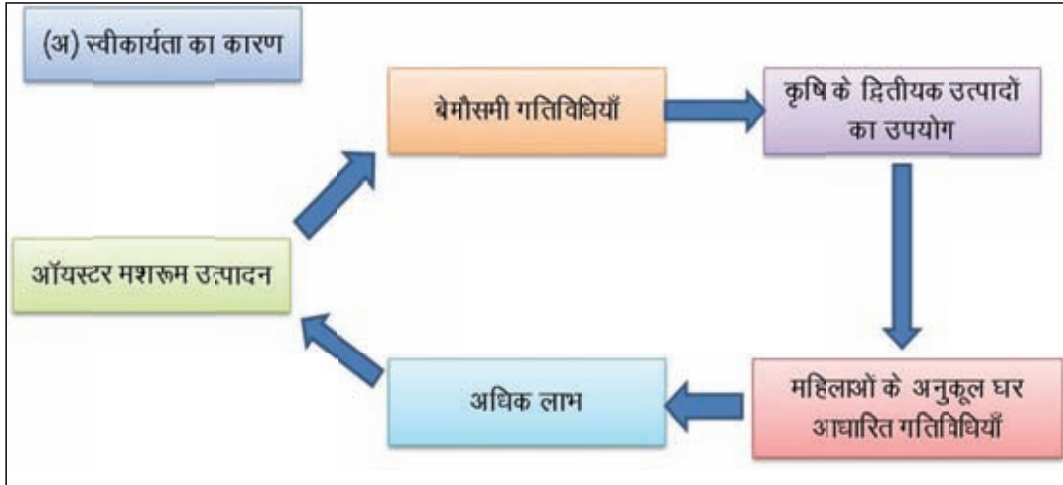 (अ) स्वीकार्यता का कारण
बेमौसमी गतिविधियाँ
कृषि के द्वितीयक उत्पादों
का उपयोग
ऑयस्टर मशरूम उत्पादन
अधिक लाभ
महिलाओं के अनुकूल घर
आधारित गतिविधियाँ